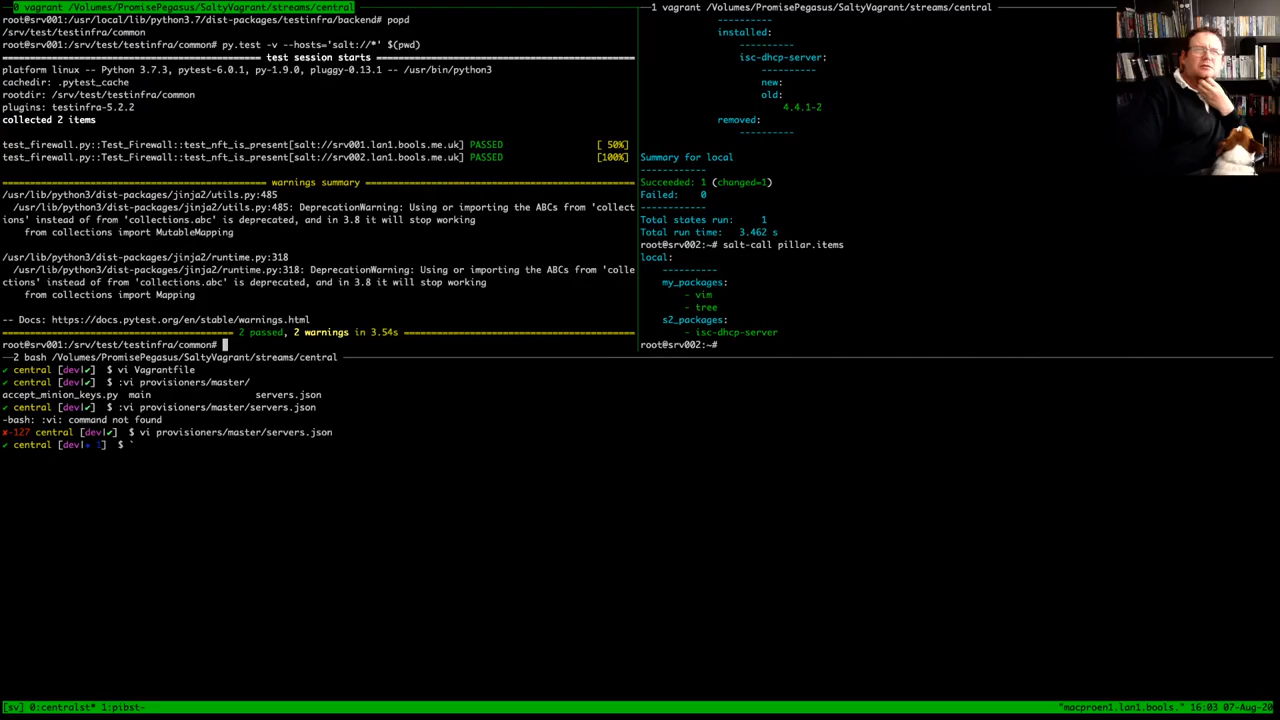 0 vagrant /Volumes/PromisePegasus/SaltyVagrant/streams/central
root@srv001:/usr/local/lib/python3.7/dist-packages/testinfra/backend# popd
/srv/test/testinfra/common
root@srv001:/srv/test/testinfra/common# py.test -v --hosts='salt://*' $(pwd)
test session starts
platform linux -- Python 3.7.3, pytest-6.0.1, py-1.9.0, pluggy-0.13.1 -- /usr/bin/python3
cachedir: .pytest_cache
rootdir: /srv/test/testinfra/common
plugins: testinfra-5.2.2
collected 2 items
test_firewall.py::Test_Firewall::test_nft_is_present[salt://srv001.lan1.bools.me.uk] PASSED [ 50%]
test_firewall.py::Test_Firewall::test_nft_is_present[salt://srv002.lan1.bools.me.uk] PASSED [100%]
warnings summary
/usr/lib/python3/dist-packages/jinja2/utils.py:485
/usr/lib/python3/dist-packages/jinja2/utils.py:485: DeprecationWarning: Using or importing the ABCs from 'collect
ions' instead of from 'collections.abc' is deprecated, and in 3.8 it will stop working
from collections import MutableMapping
/usr/lib/python3/dist-packages/jinja2/runtime.py:318
/usr/lib/python3/dist-packages/jinja2/runtime.py:318: DeprecationWarning: Using or importing the ABCs from 'colle
ctions' instead of from 'collections.abc' is deprecated, and in 3.8 it will stop working
from collections import Mapping
-- Docs: https://docs.pytest.org/en/stable/warnings.html
2 passed, 2 warnings in 3.54s
root@srv001:/srv/test/testinfra/common#
1 vagrant /Volumes/PromisePegasus/SaltyVagrant/streams/central
----------
installed:
----------
isc-dhcp-server:
----------
new:
old:
4.4.1-2
removed:
----------
Summary for local
------------
Succeeded: 1 (changed=1)
Failed: 0
------------
Total states run: 1
Total run time: 3.462 s
root@srv002:~# salt-call pillar.items
local:
----------
my_packages:
- vim
- tree
s2_packages:
- isc-dhcp-server
root@srv002:~#
2 bash /Volumes/PromisePegasus/SaltyVagrant/streams/central
✔ central [dev|✔] $ vi Vagrantfile
✔ central [dev|✔] $ :vi provisioners/master/
accept_minion_keys.py main servers.json
✔ central [dev|✔] $ :vi provisioners/master/servers.json
-bash: :vi: command not found
✘-127 central [dev|✔] $ vi provisioners/master/servers.json
✔ central [dev|✚ 1] $ `
[sv] 0:centralst* 1:pibst- "macproen1.lan1.bools." 16:03 07-Aug-20